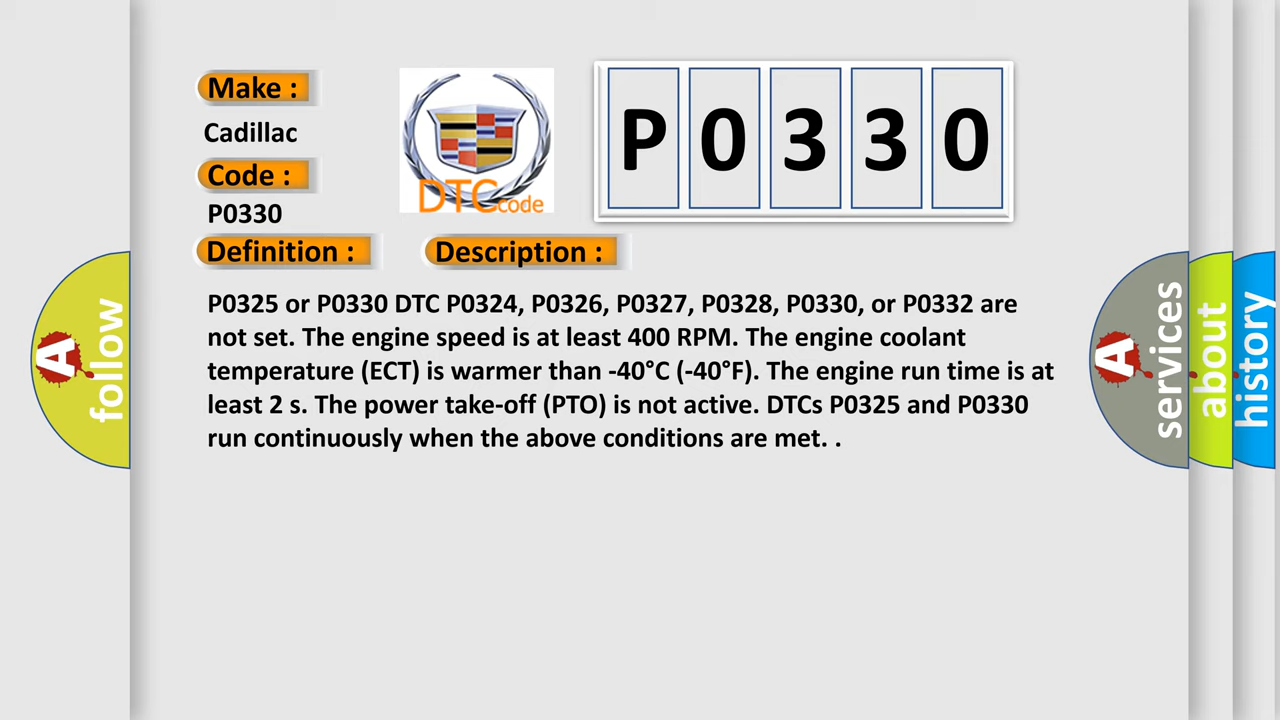 Make :
Cadillac
Code :
P0330
Definition :
Description :
DTCcode
P0330
P0325 or P0330 DTC P0324, P0326, P0327, P0328, P0330, or P0332 are
not set. The engine speed is at least 400 RPM. The engine coolant
temperature (ECT) is warmer than -40°C (-40°F). The engine run time is at
least 2 s. The power take-off (PTO) is not active. DTCs P0325 and P0330
run continuously when the above conditions are met. .
A follow
A services
about
history